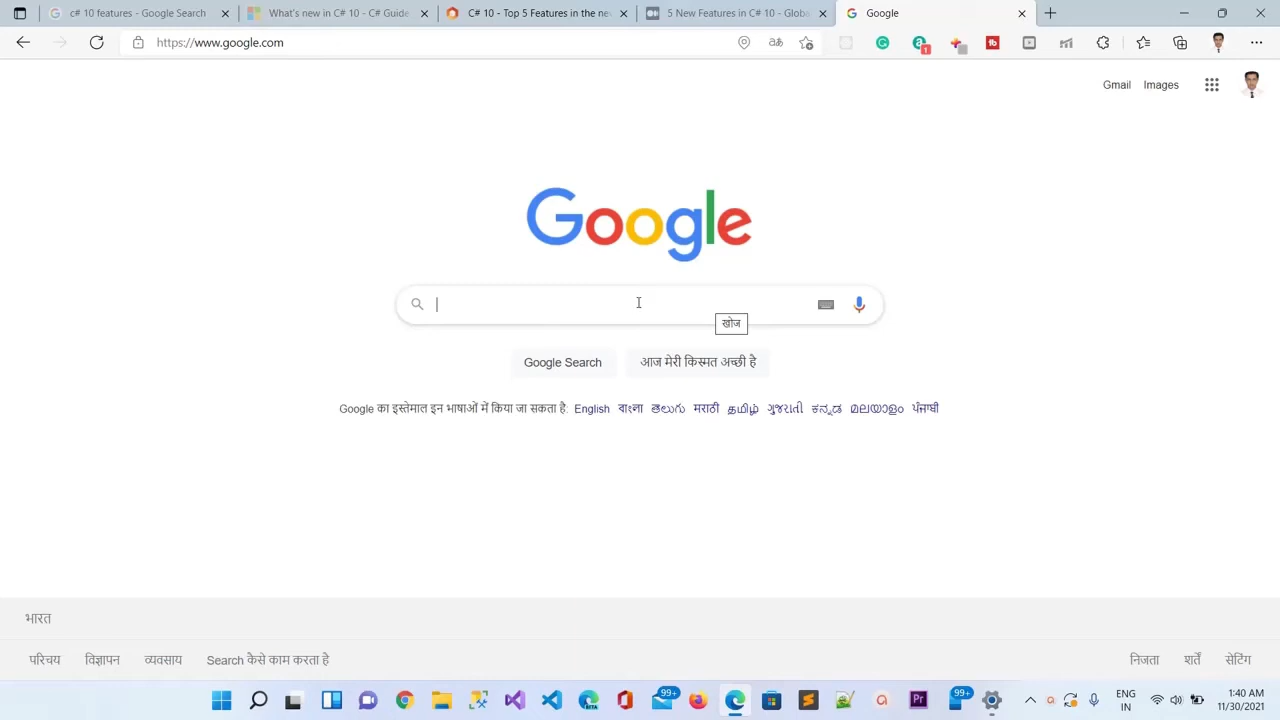 c# 10 features - Google Search
What's new in C# 10 - C# Guide
C# 10 - Top 5 Features in the ne
5 New Features in C# 10 - Globa
Google
https://www.google.com
Gmail Images
Google
खोज
Google Search आज मेरी किस्मत अच्छी है
Google का इस्तेमाल इन भाषाओं में किया जा सकता है: English বাংলা తెలుగు मराठी தமிழ் ગુજરાતી ಕನ್ನಡ മലയാളം ਪੰਜਾਬੀ
भारत
परिचय विज्ञापन व्यवसाय Search कैसे काम करता है निजता शर्तें सेटिंग
99+ Pr 99+ ENG 1:40 AM
IN 11/30/2021